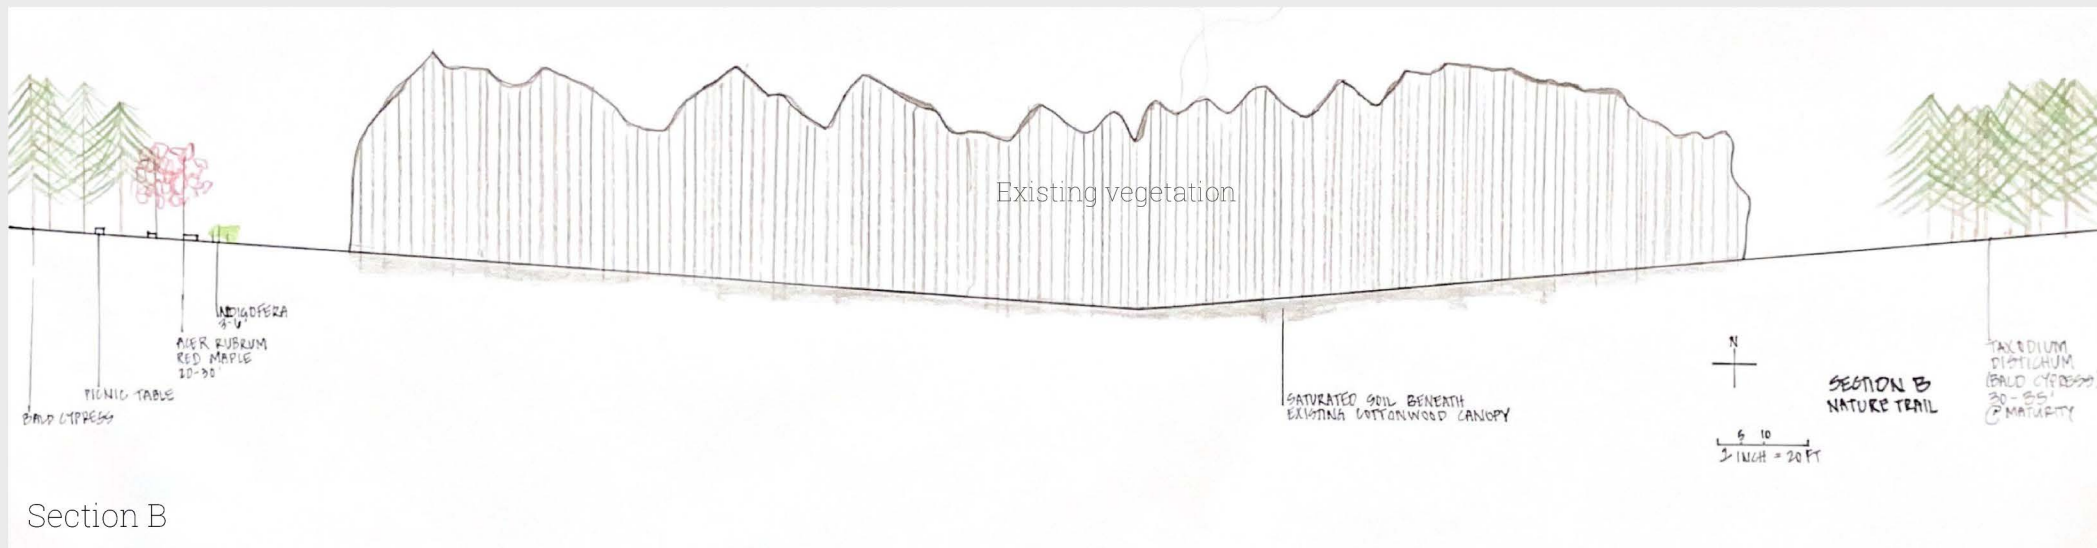 Existing vegetation
INDIGOFERA
3-6'
ACER RUBRUM
RED MAPLE
20-30'
PICNIC TABLE
BALD CYPRESS
SATURATED SOIL BENEATH
EXISTING COTTONWOOD CANOPY
N
SECTION B
NATURE TRAIL
5 10
1 INCH = 20 FT
TAXODIUM
DISTICHUM
(BALD CYPRESS)
30-35'
@ MATURITY
Section B